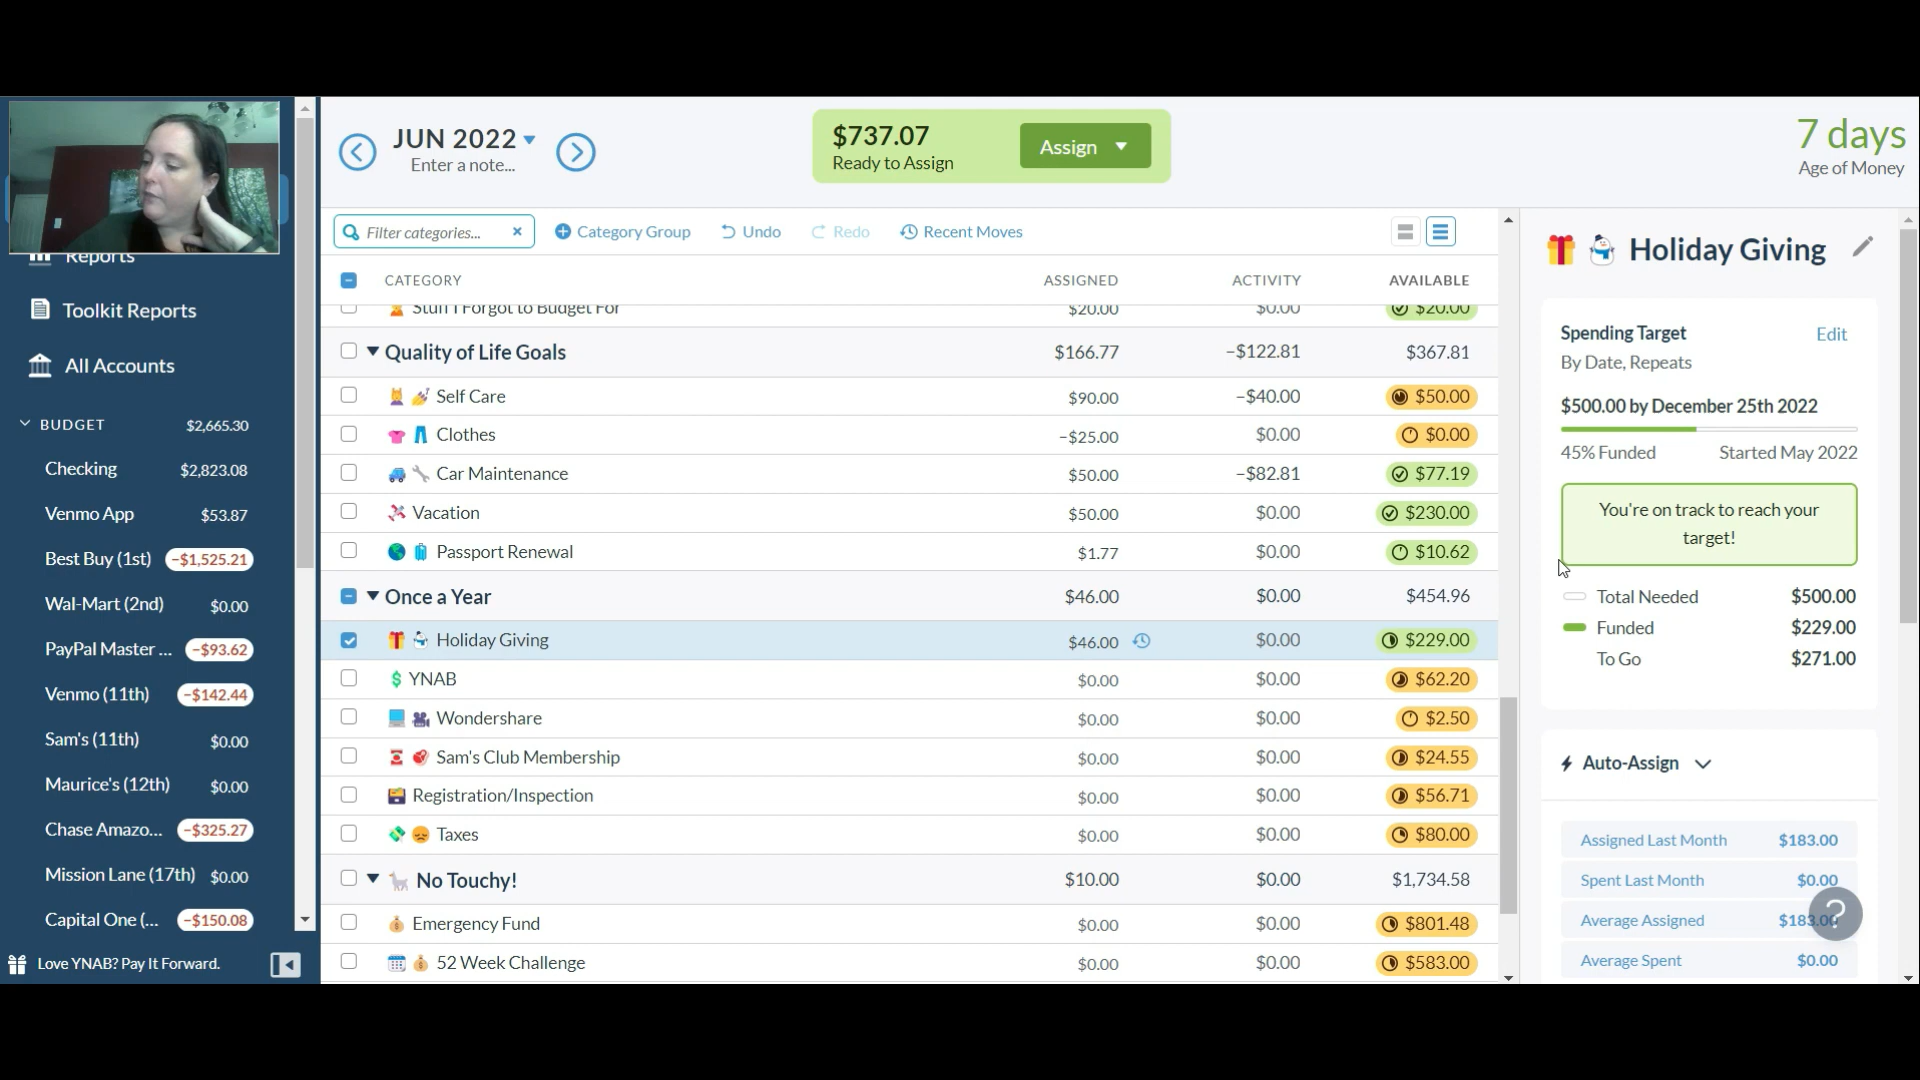 JUN 2022
Enter a note...
$737.07
Ready to Assign
Assign
7 days
Age of Money
Reports
Toolkit Reports
All Accounts
BUDGET $2,665.30
Checking $2,823.08
Venmo App $53.87
Best Buy (1st) −$1,525.21
Wal-Mart (2nd) $0.00
PayPal Master ... −$93.62
Venmo (11th) −$142.44
Sam's (11th) $0.00
Maurice's (12th) $0.00
Chase Amazo... −$325.27
Mission Lane (17th) $0.00
Capital One (... −$150.08
Love YNAB? Pay It Forward.
Filter categories...
Category Group
Undo
Redo
Recent Moves
CATEGORY ASSIGNED ACTIVITY AVAILABLE
Stuff I Forgot to Budget For $20.00 $0.00 $20.00
Quality of Life Goals $166.77 −$122.81 $367.81
Self Care $90.00 −$40.00 $50.00
Clothes −$25.00 $0.00 $0.00
Car Maintenance $50.00 −$82.81 $77.19
Vacation $50.00 $0.00 $230.00
Passport Renewal $1.77 $0.00 $10.62
Once a Year $46.00 $0.00 $454.96
Holiday Giving $46.00 $0.00 $229.00
YNAB $0.00 $0.00 $62.20
Wondershare $0.00 $0.00 $2.50
Sam's Club Membership $0.00 $0.00 $24.55
Registration/Inspection $0.00 $0.00 $56.71
Taxes $0.00 $0.00 $80.00
No Touchy! $10.00 $0.00 $1,734.58
Emergency Fund $0.00 $0.00 $801.48
52 Week Challenge $0.00 $0.00 $583.00
Holiday Giving
Spending Target Edit
By Date, Repeats
$500.00 by December 25th 2022
45% Funded Started May 2022
You're on track to reach your
target!
Total Needed $500.00
Funded $229.00
To Go $271.00
Auto-Assign
Assigned Last Month $183.00
Spent Last Month $0.00
Average Assigned $183.00
Average Spent $0.00
?